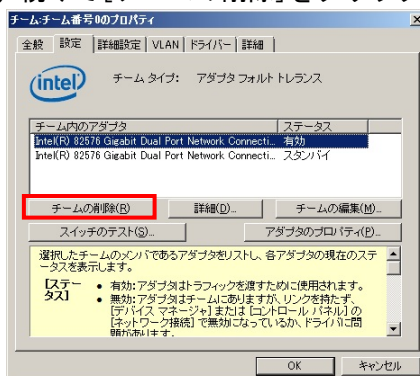 チーム:チーム番号0のプロパティ
全般 設定 詳細設定 VLAN ドライバー 詳細
intel
チーム タイプ: アダプタ フォルト トレランス
チーム内のアダプタ ステータス
Intel(R) 82576 Gigabit Dual Port Network Connecti... 有効
Intel(R) 82576 Gigabit Dual Port Network Connecti... スタンバイ
チームの削除(R) 詳細(D)... チームの編集(M)...
スイッチのテスト(S)... アダプタのプロパティ(P)...
選択したチームのメンバであるアダプタをリストし、各アダプタの現在のステ
ータスを表示します。
[ステー
タス]
• 有効: アダプタはトラフィックを渡すために使用されます。
• 無効: アダプタはチームにありますが、リンクを持たず、
[デバイス マネージャ] または [コントロール パネル] の
[ネットワーク接続] で無効になっているか、ドライバに問
題があります。
OK キャンセル